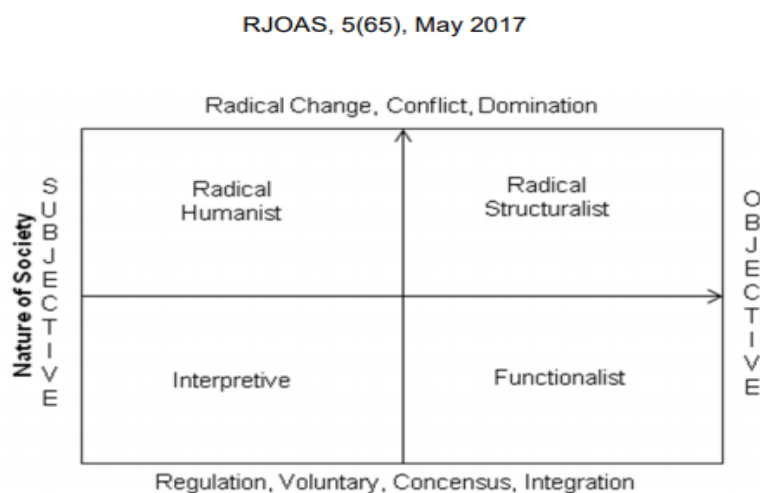 RJOAS, 5(65), May 2017
Radical Change, Conflict, Domination
Nature of Society
SUBJECTIVE
Radical
Humanist
Radical
Structuralist
OBJECTIVE
Interpretive
Functionalist
Regulation, Voluntary, Concensus, Integration